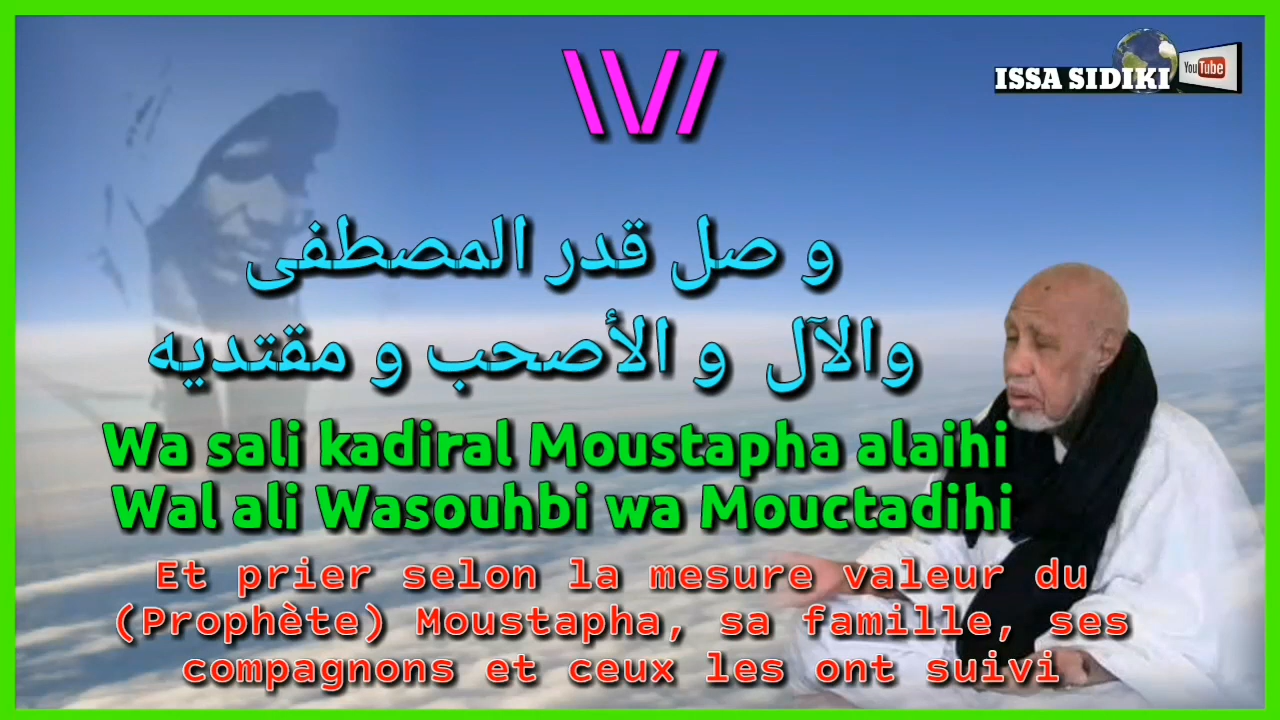 \\//
ISSA SIDIKI
YouTube
و صل قدر المصطفى
والآل و الأصحب و مقتديه
Wa sali kadiral Moustapha alaihi
Wal ali Wasouhbi wa Mouctadihi
Et prier selon la mesure valeur du
(Prophète) Moustapha, sa famille, ses
compagnons et ceux les ont suivi